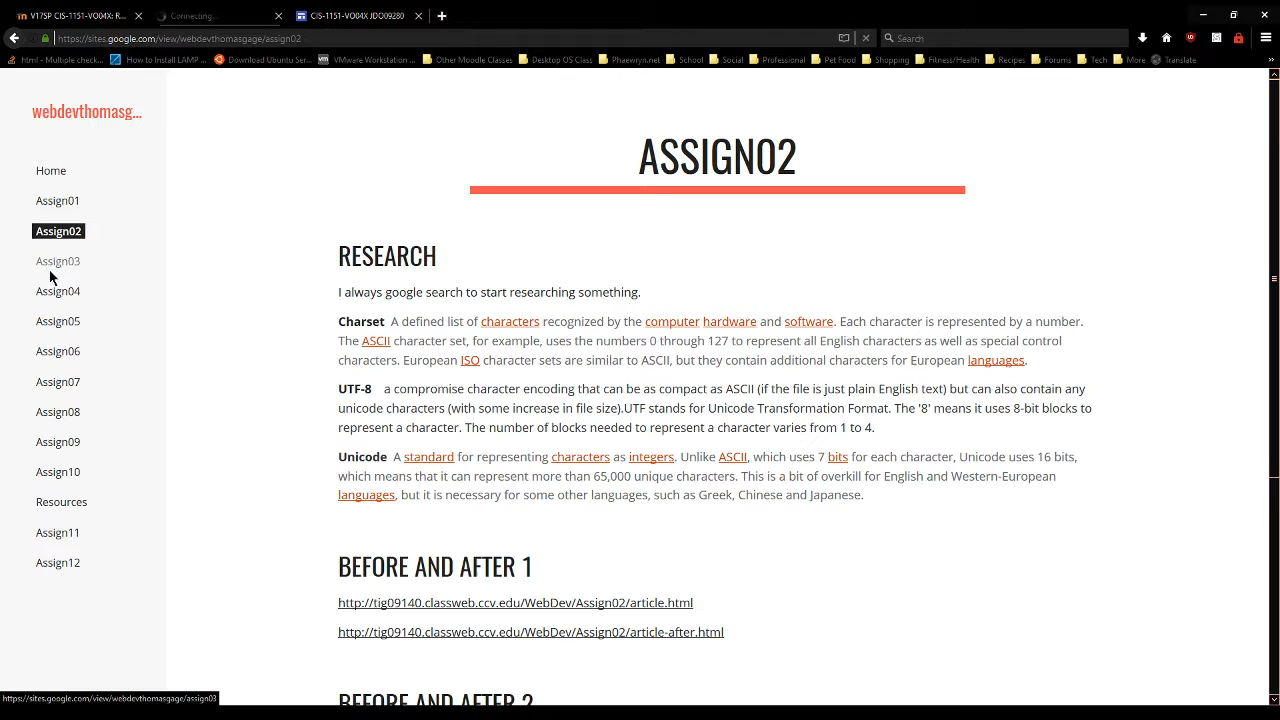 V17SP CIS-1151-VO04X: R...
Connecting...
CIS-1151-VO04X JDO09280
https://sites.google.com/view/webdevthomasgage/assign02
Search
html - Multiple check...
How to Install LAMP ...
Download Ubuntu Ser...
VMware Workstation ...
Other Moodle Classes
Desktop OS Class
Phaewryn.net
School
Social
Professional
Pet Food
Shopping
Fitness/Health
Recipes
Forums
Tech
More
Translate
webdevthomasg...
Home
Assign01
Assign02
Assign03
Assign04
Assign05
Assign06
Assign07
Assign08
Assign09
Assign10
Resources
Assign11
Assign12
ASSIGN02
RESEARCH
I always google search to start researching something.
Charset A defined list of characters recognized by the computer hardware and software. Each character is represented by a number.
The ASCII character set, for example, uses the numbers 0 through 127 to represent all English characters as well as special control
characters. European ISO character sets are similar to ASCII, but they contain additional characters for European languages.
UTF-8 a compromise character encoding that can be as compact as ASCII (if the file is just plain English text) but can also contain any
unicode characters (with some increase in file size).UTF stands for Unicode Transformation Format. The '8' means it uses 8-bit blocks to
represent a character. The number of blocks needed to represent a character varies from 1 to 4.
Unicode A standard for representing characters as integers. Unlike ASCII, which uses 7 bits for each character, Unicode uses 16 bits,
which means that it can represent more than 65,000 unique characters. This is a bit of overkill for English and Western-European
languages, but it is necessary for some other languages, such as Greek, Chinese and Japanese.
BEFORE AND AFTER 1
http://tig09140.classweb.ccv.edu/WebDev/Assign02/article.html
http://tig09140.classweb.ccv.edu/WebDev/Assign02/article-after.html
BEFORE AND AFTER 2
https://sites.google.com/view/webdevthomasgage/assign03